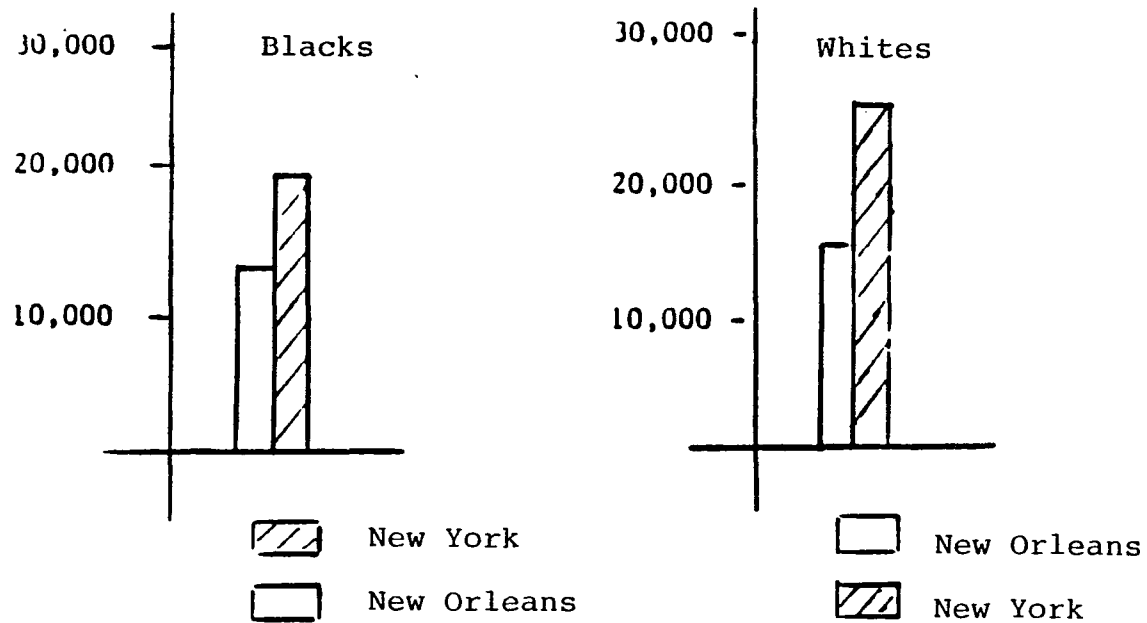 30,000
Blacks
20,000
10,000
New York
New Orleans
30,000
Whites
20,000
10,000
New Orleans
New York